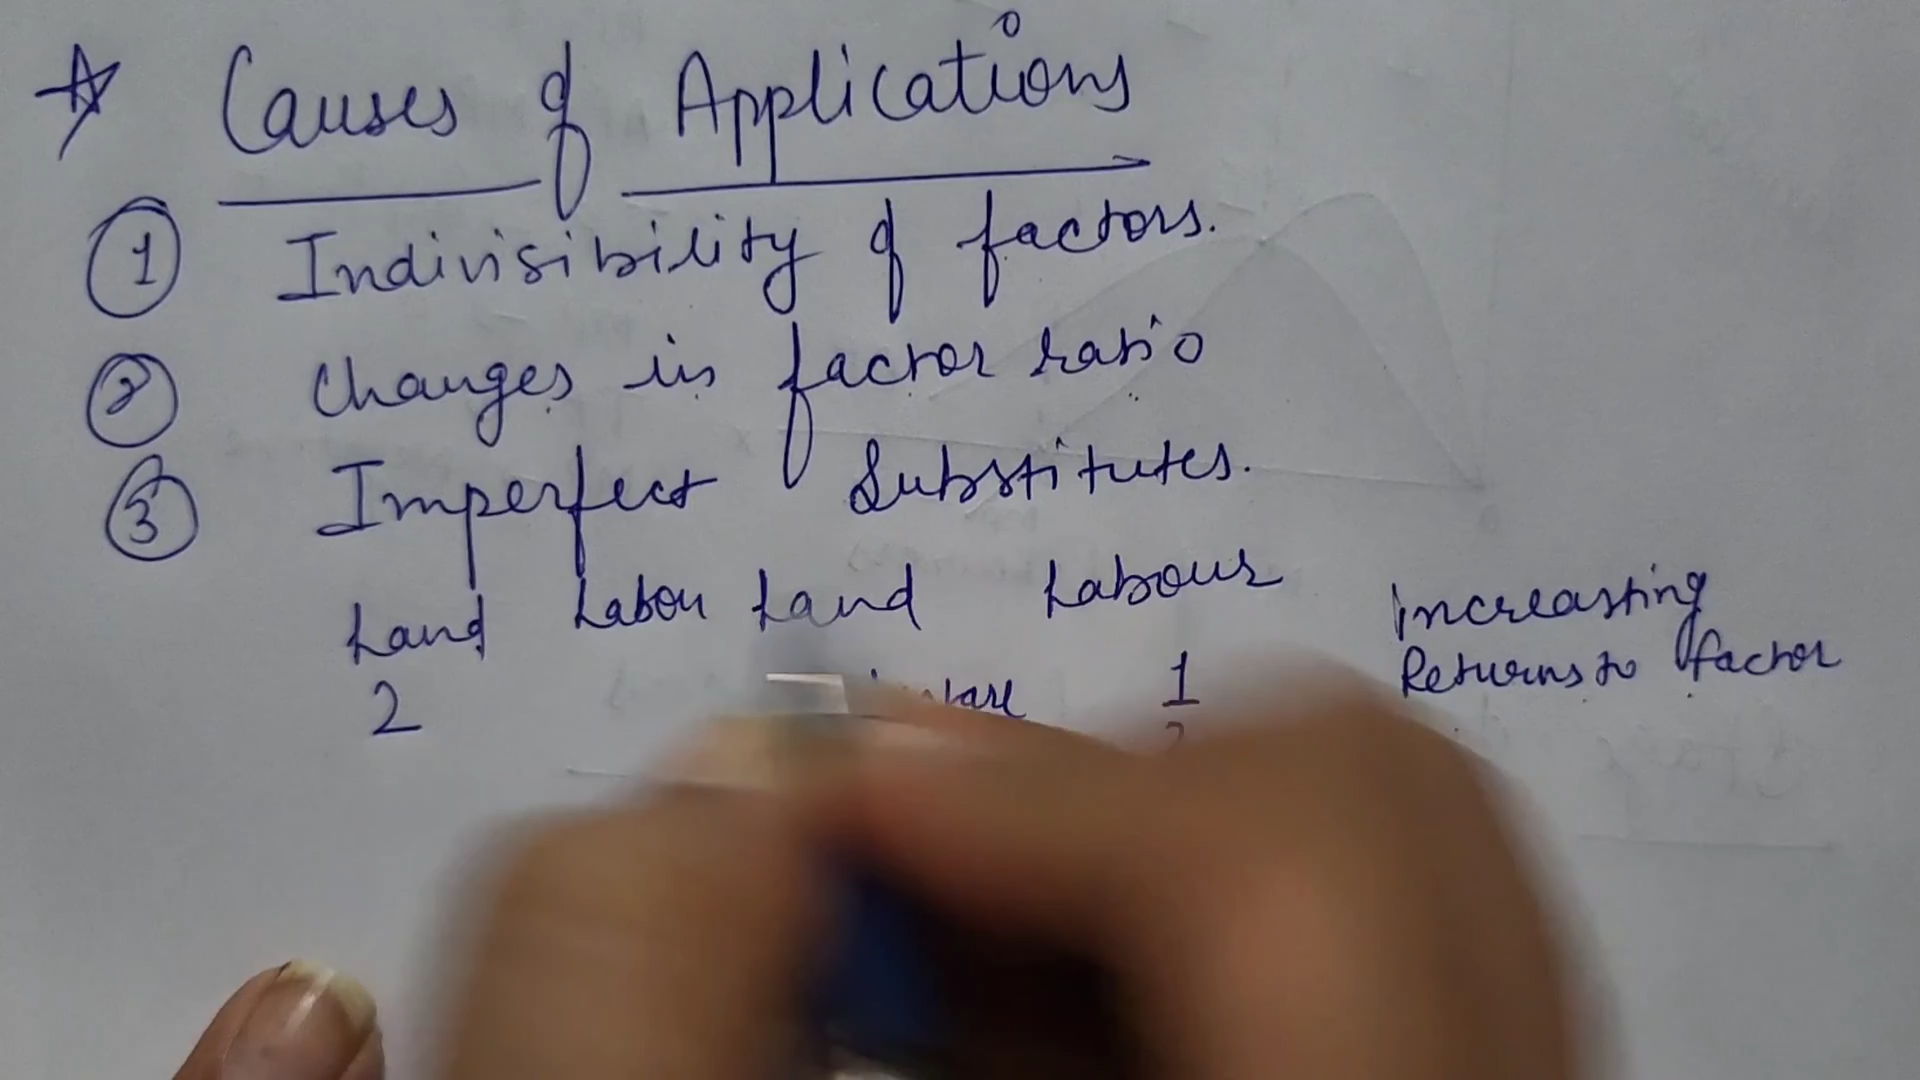 Causes of Applications
1 Indivisibility of factors.
2 Changes in factor ratio
3 Imperfect Substitutes.
Land Labou Land Labour Increasting
Returns to factor
2 1